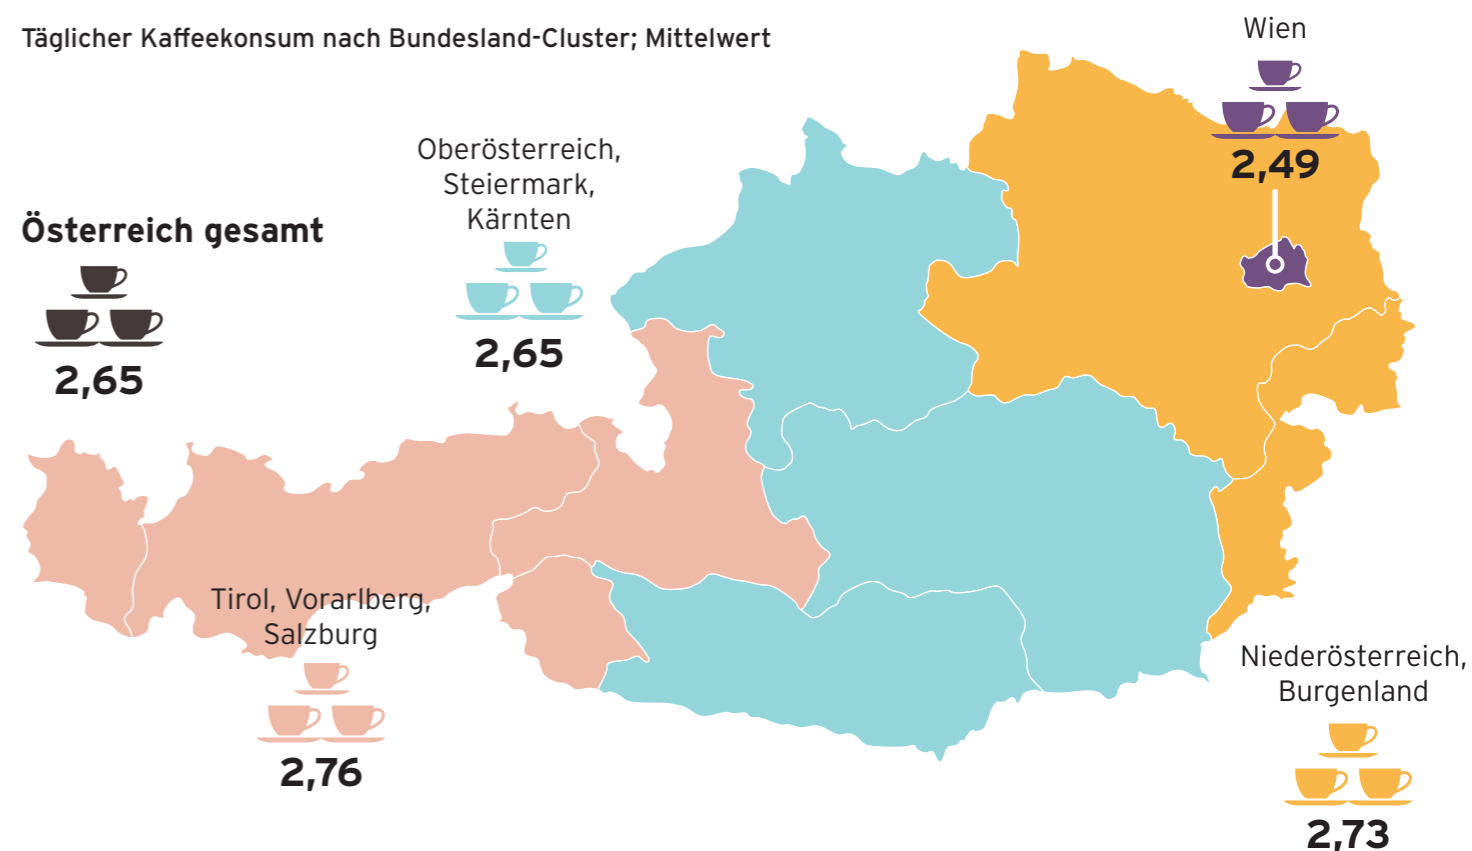 Täglicher Kaffeekonsum nach Bundesland-Cluster; Mittelwert
Wien
2,49
Oberösterreich,
Steiermark,
Kärnten
2,65
Österreich gesamt
2,65
Tirol, Vorarlberg,
Salzburg
2,76
Niederösterreich,
Burgenland
2,73